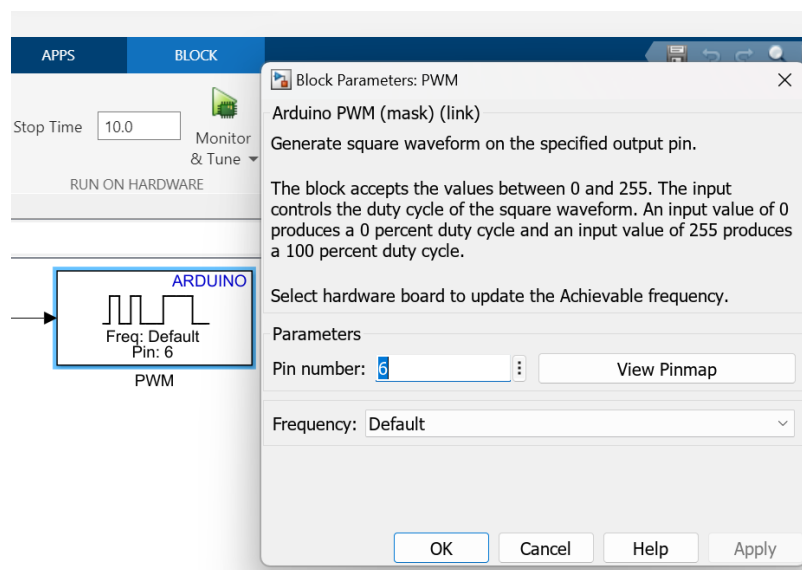 APPS
BLOCK
Stop Time 10.0
Monitor
& Tune
RUN ON HARDWARE
ARDUINO
Freq: Default
Pin: 6
PWM
Block Parameters: PWM
Arduino PWM (mask) (link)
Generate square waveform on the specified output pin.
The block accepts the values between 0 and 255. The input
controls the duty cycle of the square waveform. An input value of 0
produces a 0 percent duty cycle and an input value of 255 produces
a 100 percent duty cycle.
Select hardware board to update the Achievable frequency.
Parameters
Pin number: 6
View Pinmap
Frequency: Default
OK
Cancel
Help
Apply